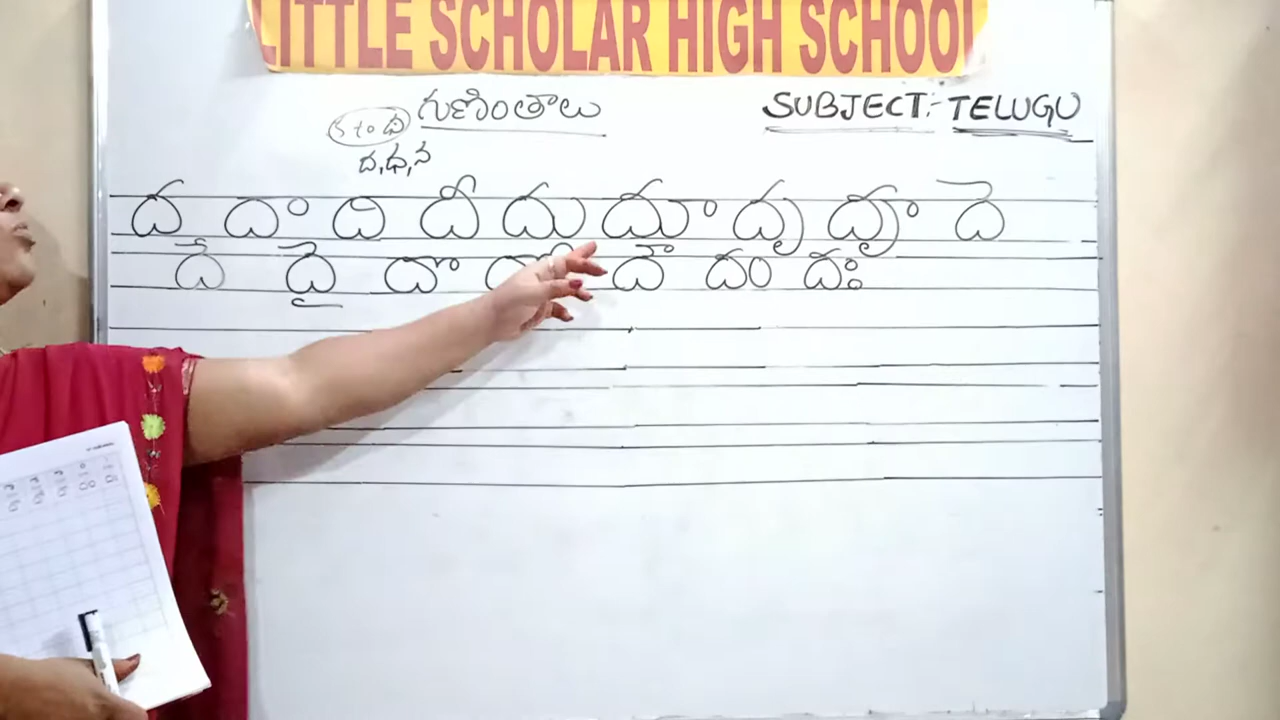 LITTLE SCHOLAR HIGH SCHOOL
గుణింతాలు
SUBJECT:- TELUGU
ద, ధ, న
ద దా ది దీ దు దూ దృ దౄ దె
దే దై దొ దో దౌ దం దః